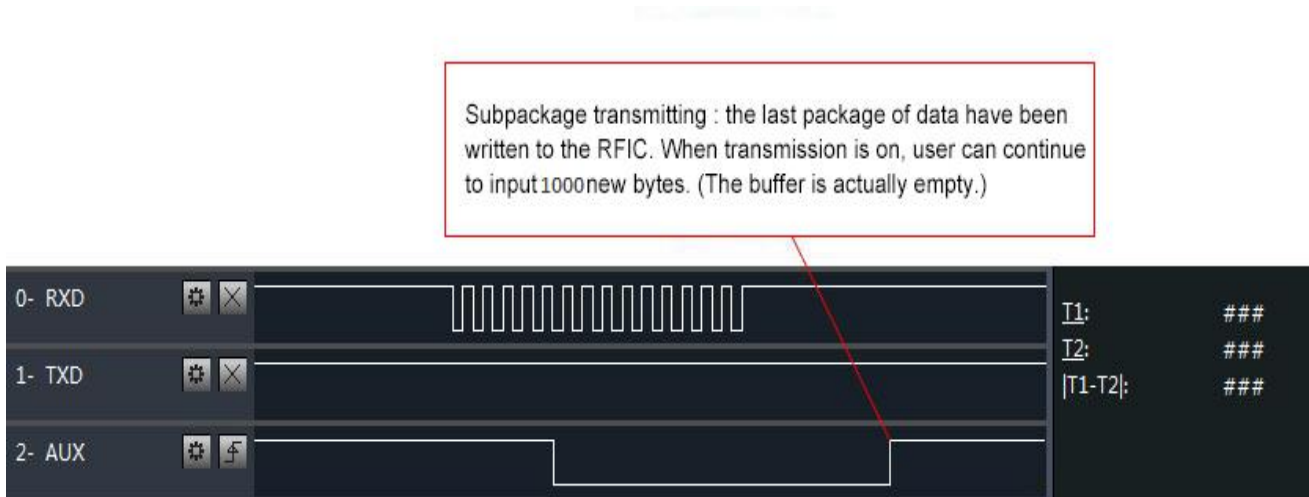 Subpackage transmitting : the last package of data have been
written to the RFIC. When transmission is on, user can continue
to input 1000 new bytes. (The buffer is actually empty.)
0- RXD
1- TXD
2- AUX
T1: ###
T2: ###
|T1-T2|: ###